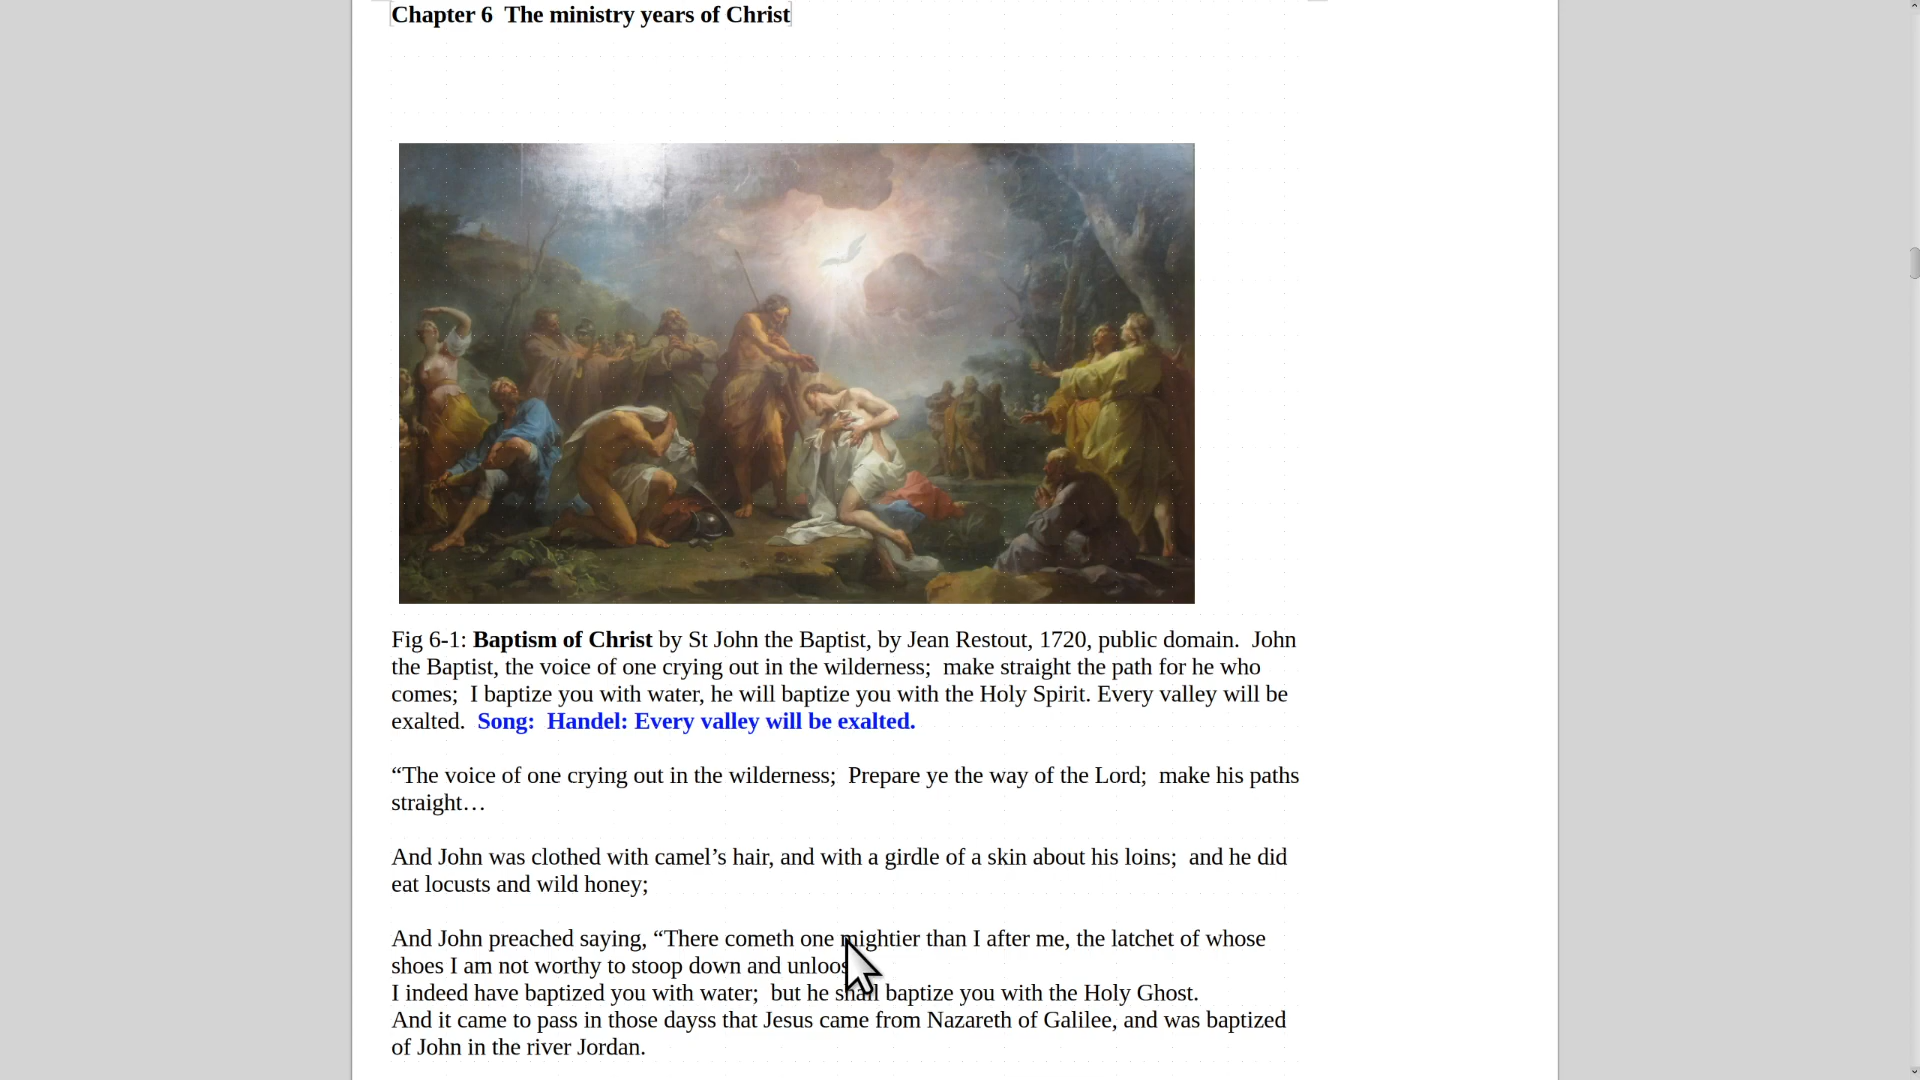 Chapter 6  The ministry years of Christ
Fig 6-1: Baptism of Christ by St John the Baptist, by Jean Restout, 1720, public domain.  John
the Baptist, the voice of one crying out in the wilderness;  make straight the path for he who
comes;  I baptize you with water, he will baptize you with the Holy Spirit. Every valley will be
exalted.  Song:  Handel: Every valley will be exalted.
“The voice of one crying out in the wilderness;  Prepare ye the way of the Lord;  make his paths
straight…
And John was clothed with camel’s hair, and with a girdle of a skin about his loins;  and he did
eat locusts and wild honey;
And John preached saying, “There cometh one mightier than I after me, the latchet of whose
shoes I am not worthy to stoop down and
I indeed have baptized you with water;  but he shall baptize you with the Holy Ghost.
And it came to pass in those dayss that Jesus came from Nazareth of Galilee, and was baptized
of John in the river Jordan.